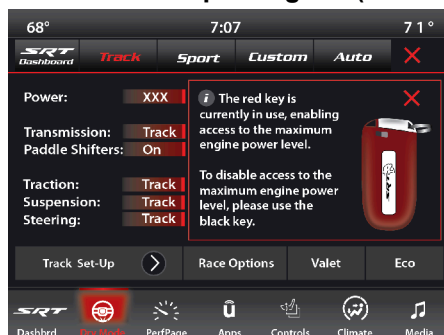 68° 7:07 71°
SRT Dashboard Track Sport Custom Auto
Power: XXX
Transmission: Track
Paddle Shifters: On
Traction: Track
Suspension: Track
Steering: Track
i The red key is
currently in use, enabling
access to the maximum
engine power level.
To disable access to the
maximum engine power
level, please use the
black key.
SRT
Track Set-Up Race Options Valet Eco
SRT
Dashbrd PerfPage Apps Controls Climate Media